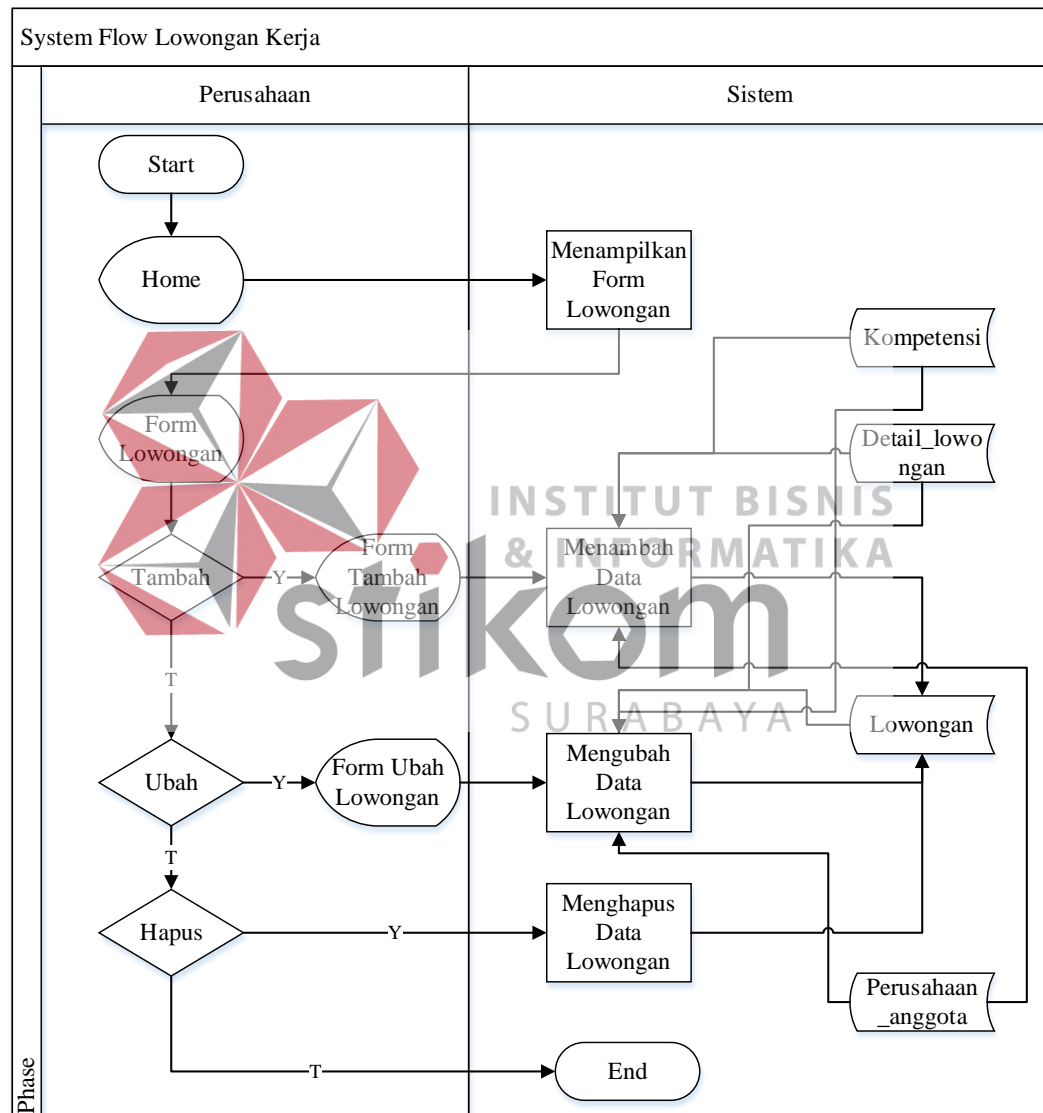 System Flow Lowongan Kerja
Perusahaan
Sistem
Start
Home
Menampilkan
Form
Lowongan
Kompetensi
Form
Lowongan
Detail_lowo
ngan
INSTITUT BISNIS
& INFORMATIKA
stikom
SURABAYA
Tambah
Y
Form
Tambah
Lowongan
Menambah
Data
Lowongan
T
Lowongan
Ubah
Y
Form Ubah
Lowongan
Mengubah
Data
Lowongan
T
Hapus
Y
Menghapus
Data
Lowongan
Perusahaan
_anggota
T
End
Phase